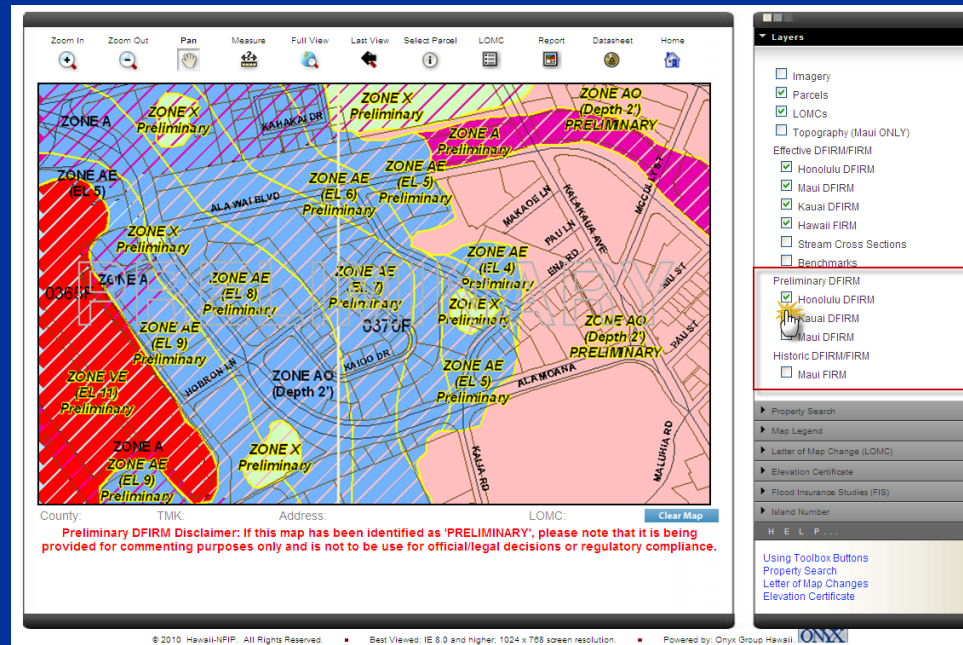 Zoom In Zoom Out Pan Measure Full View Last View Select Parcel LOMC Report Datasheet Home
ZONE A
ZONE X
Preliminary
KAHAKAI DR
ZONE X
Preliminary
ZONE AO
(Depth 2')
PRELIMINARY
ZONE A
Preliminary
ZONE AE
(EL 5)
ZONE AE
(EL 6)
Preliminary
ZONE AE
(EL 5)
Preliminary
MCCULLY ST
ALA WAI BLVD
MAKAOE LN
KALAKAUA AVE
PAU LN
ENA RD
NIU ST
ZONE X
Preliminary
ZONE AE
(EL 4)
Preliminary
PRELIMINARY
ZONE A
0365F
ZONE AE
(EL 8)
Preliminary
ZONE AE
(EL 7)
Preliminary
0370F
ZONE X
Preliminary
ZONE AO
(Depth 2')
PRELIMINARY
PAU ST
ZONE AE
(EL 9)
Preliminary
HOBRON LN
KAIOO DR
ZONE AO
(Depth 2')
ZONE AE
(EL 5)
Preliminary
ALA MOANA
ZONE VE
(EL 11)
Preliminary
ZONE A
ZONE AE
(EL 9)
Preliminary
ZONE X
Preliminary
KALIA RD
MALUHIA RD
County: TMK: Address: LOMC: Clear Map
Preliminary DFIRM Disclaimer: If this map has been identified as 'PRELIMINARY', please note that it is being
provided for commenting purposes only and is not to be use for official/legal decisions or regulatory compliance.
Layers
Imagery
Parcels
LOMCs
Topography (Maui ONLY)
Effective DFIRM/FIRM
Honolulu DFIRM
Maui DFIRM
Kauai DFIRM
Hawaii FIRM
Stream Cross Sections
Benchmarks
Preliminary DFIRM
Honolulu DFIRM
Kauai DFIRM
Maui DFIRM
Historic DFIRM/FIRM
Maui FIRM
Property Search
Map Legend
Letter of Map Change (LOMC)
Elevation Certificate
Flood Insurance Studies (FIS)
Island Number
H E L P . . .
Using Toolbox Buttons
Property Search
Letter of Map Changes
Elevation Certificate
© 2010 Hawaii-NFIP. All Rights Reserved. ▪ Best Viewed: IE 8.0 and higher; 1024 x 768 screen resolution. ▪ Powered by: Onyx Group Hawaii. ONYX